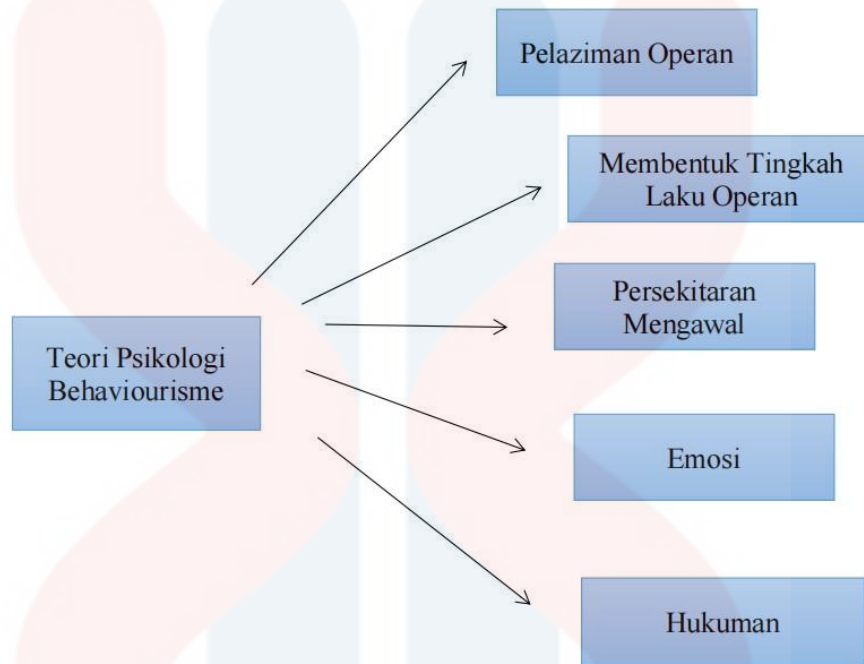 Pelaziman Operan
Membentuk Tingkah
Laku Operan
Persekitaran
Mengawal
Teori Psikologi
Behaviourisme
Emosi
Hukuman